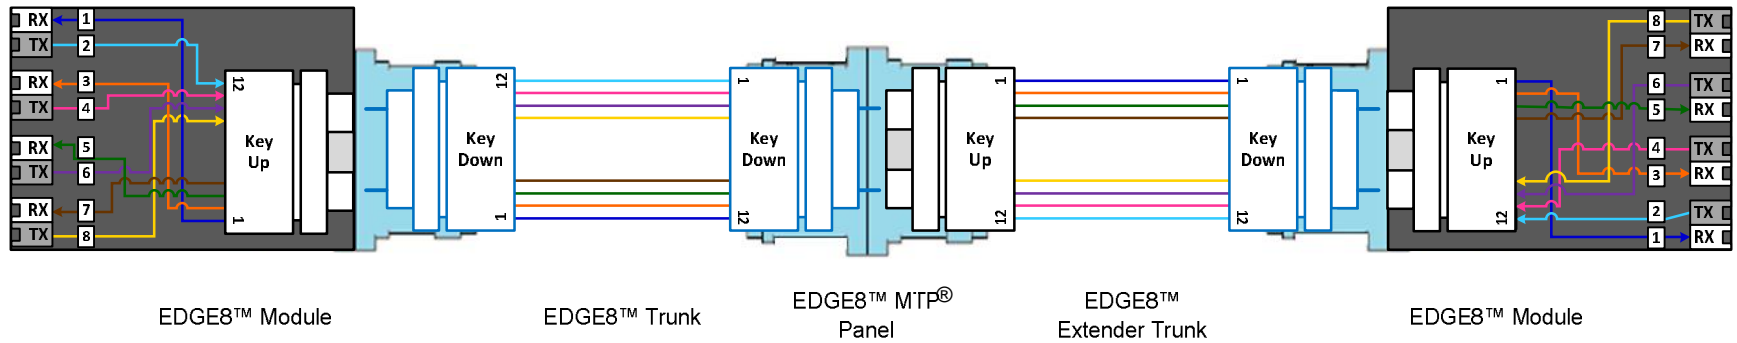 RX 1
TX 2
RX 3
TX 4
RX 5
TX 6
RX 7
TX 8
12
Key
Up
1
12
Key
Down
1
1
Key
Down
12
1
Key
Up
12
1
Key
Down
12
1
Key
Up
12
8 TX
7 RX
6 TX
5 RX
4 TX
3 RX
2 TX
1 RX
EDGE8™ Module
EDGE8™ Trunk
EDGE8™ MTP®
Panel
EDGE8™
Extender Trunk
EDGE8™ Module